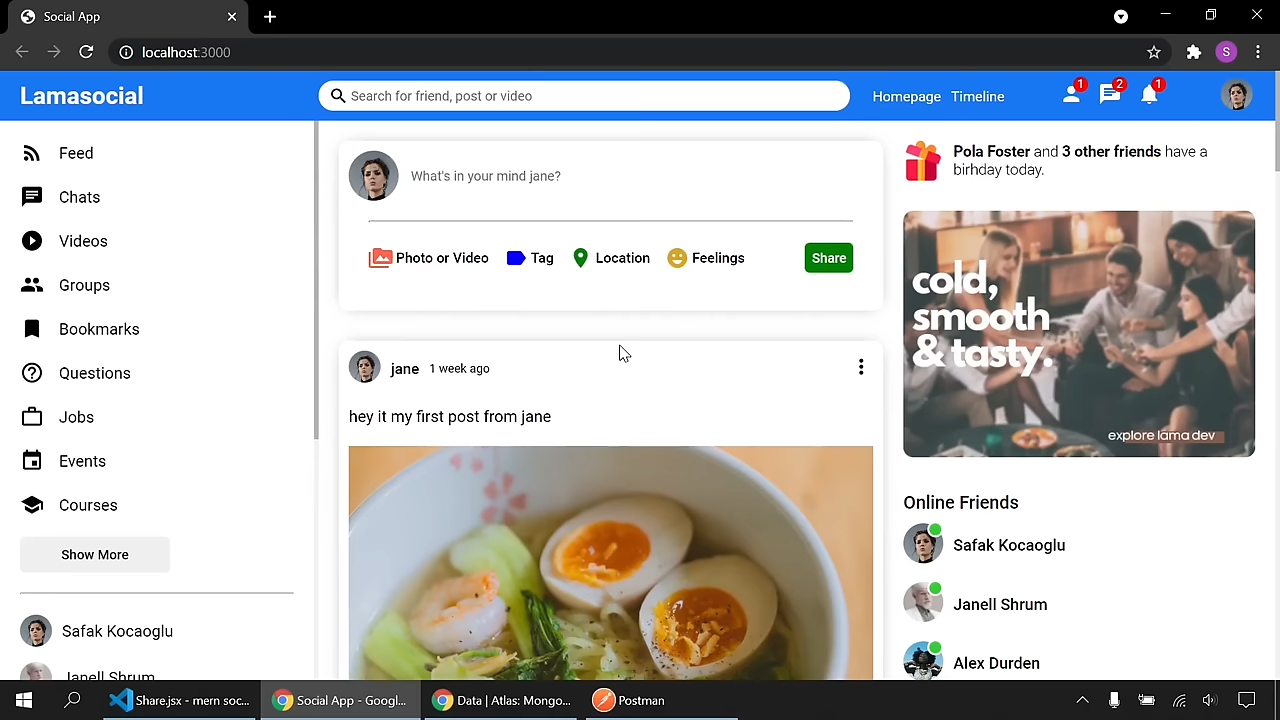 Social App
localhost:3000
S
Lamasocial
Search for friend, post or video
Homepage Timeline
1
2
1
Feed
Chats
Videos
Groups
Bookmarks
Questions
Jobs
Events
Courses
Show More
Safak Kocaoglu
Janell Shrum
What's in your mind jane?
Photo or Video
Tag
Location
Feelings
Share
jane 1 week ago
hey it my first post from jane
Pola Foster and 3 other friends have a
birhday today.
cold,
smooth
& tasty.
explore lama dev
Online Friends
Safak Kocaoglu
Janell Shrum
Alex Durden
Share.jsx - mern soc...
Social App - Googl...
Data | Atlas: Mongo...
Postman